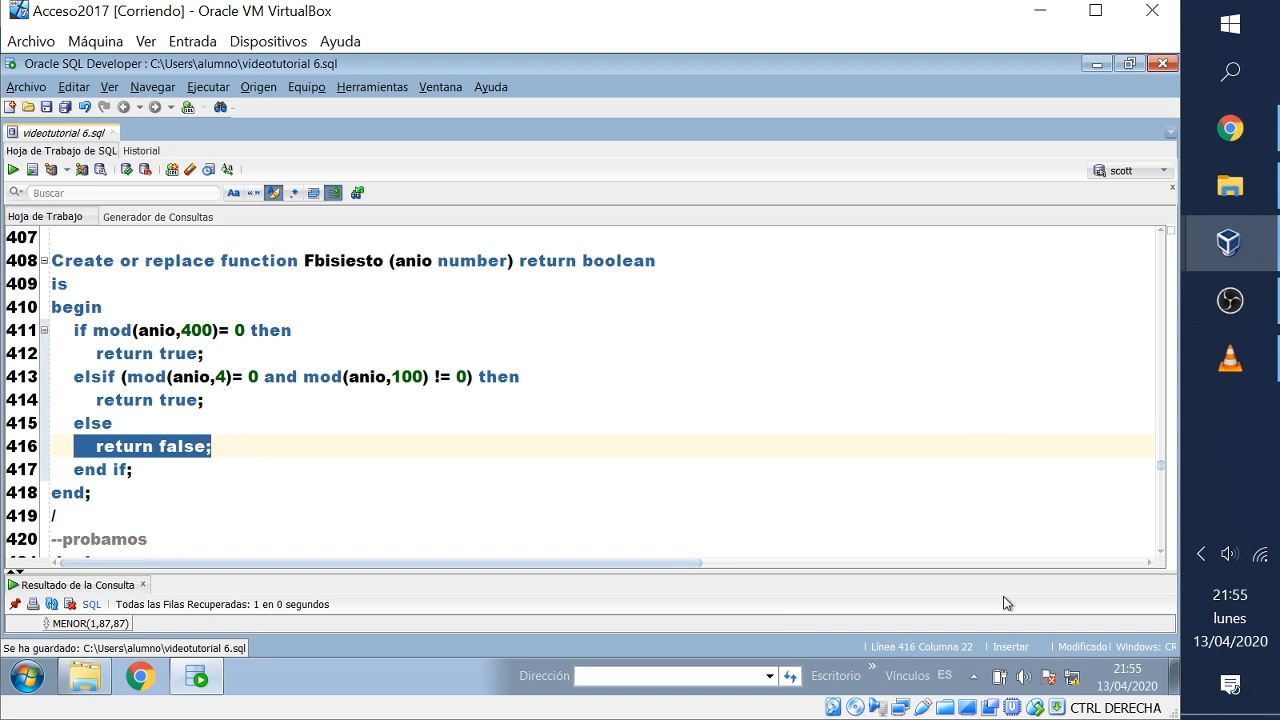 Acceso2017 [Corriendo] - Oracle VM VirtualBox
Archivo Máquina Ver Entrada Dispositivos Ayuda
Oracle SQL Developer : C:\Users\alumno\videotutorial 6.sql
Archivo Editar Ver Navegar Ejecutar Origen Equipo Herramientas Ventana Ayuda
videotutorial 6.sql
Hoja de Trabajo de SQL Historial
scott
Buscar
Hoja de Trabajo Generador de Consultas
407
408 Create or replace function Fbisiesto (anio number) return boolean
409 is
410 begin
411 if mod(anio,400)= 0 then
412 return true;
413 elsif (mod(anio,4)= 0 and mod(anio,100) != 0) then
414 return true;
415 else
416 return false;
417 end if;
418 end;
419 /
420 --probamos
Resultado de la Consulta
SQL Todas las Filas Recuperadas: 1 en 0 segundos
MENOR(1,87,87)
Se ha guardado: C:\Users\alumno\videotutorial 6.sql
Línea 416 Columna 22 Insertar Modificado Windows: CR
Dirección Escritorio Vínculos ES
21:55
13/04/2020
CTRL DERECHA
21:55
lunes
13/04/2020